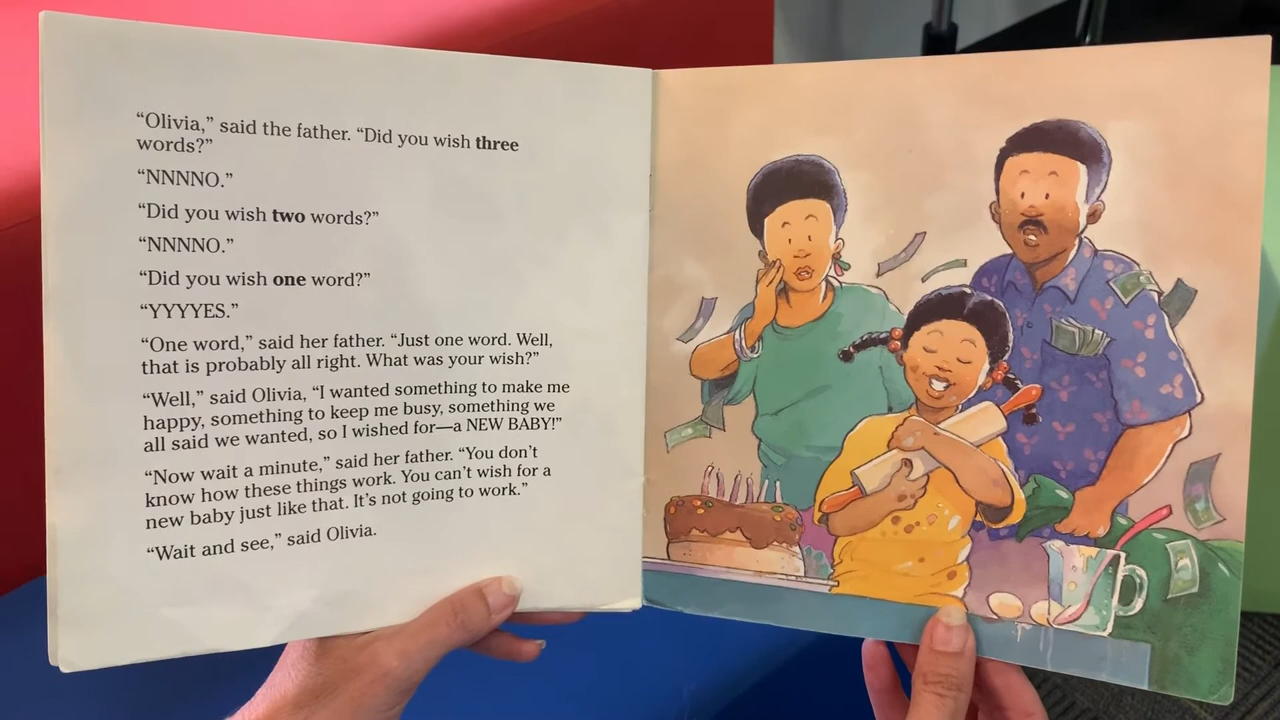 “Olivia,” said the father. “Did you wish three
words?”
“NNNNO.”
“Did you wish two words?”
“NNNNO.”
“Did you wish one word?”
“YYYYES.”
“One word,” said her father. “Just one word. Well,
that is probably all right. What was your wish?”
“Well,” said Olivia, “I wanted something to make me
happy, something to keep me busy, something we
all said we wanted, so I wished for—a NEW BABY!”
“Now wait a minute,” said her father. “You don’t
know how these things work. You can’t wish for a
new baby just like that. It’s not going to work.”
“Wait and see,” said Olivia.